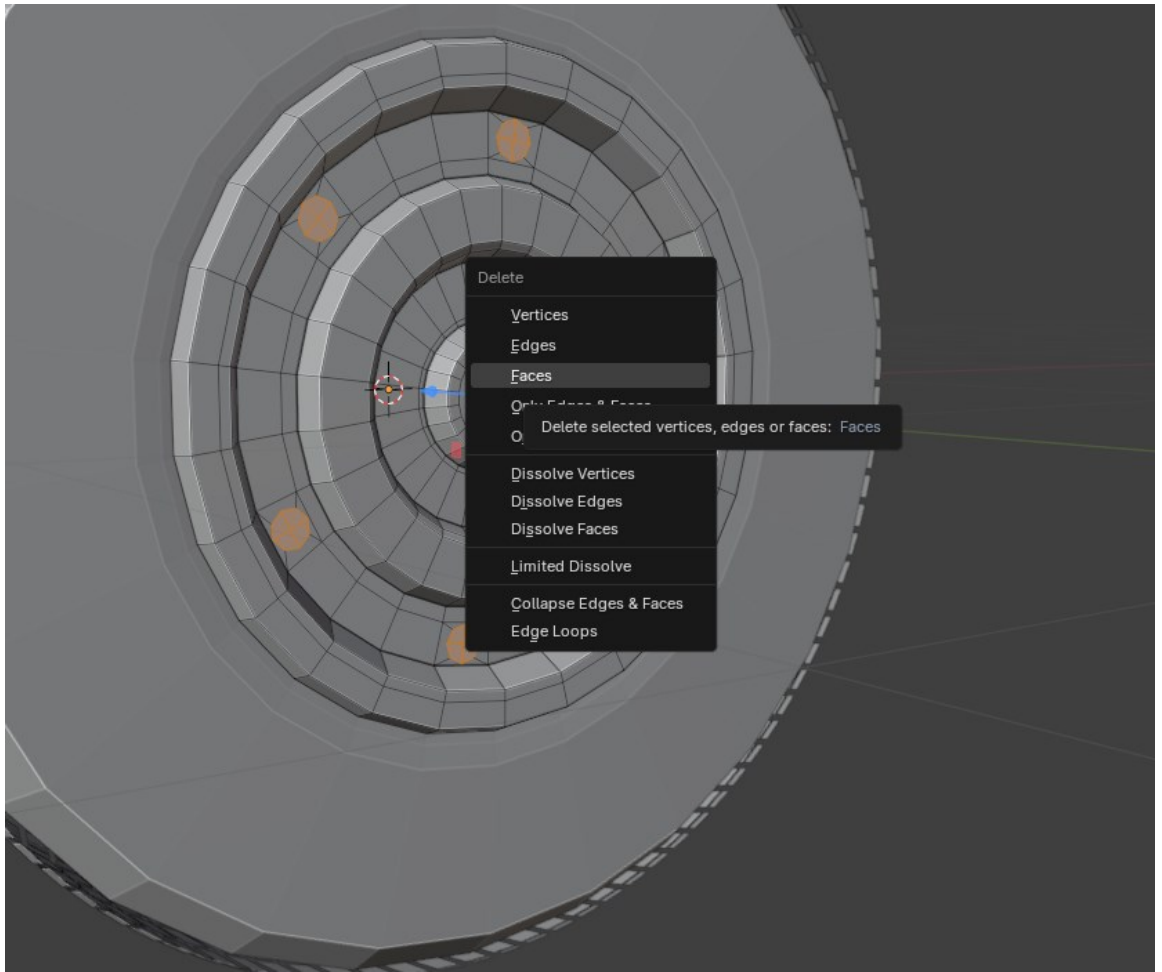 Delete
Vertices
Edges
Faces
Delete selected vertices, edges or faces: Faces
Dissolve Vertices
Dissolve Edges
Dissolve Faces
Limited Dissolve
Collapse Edges & Faces
Edge Loops